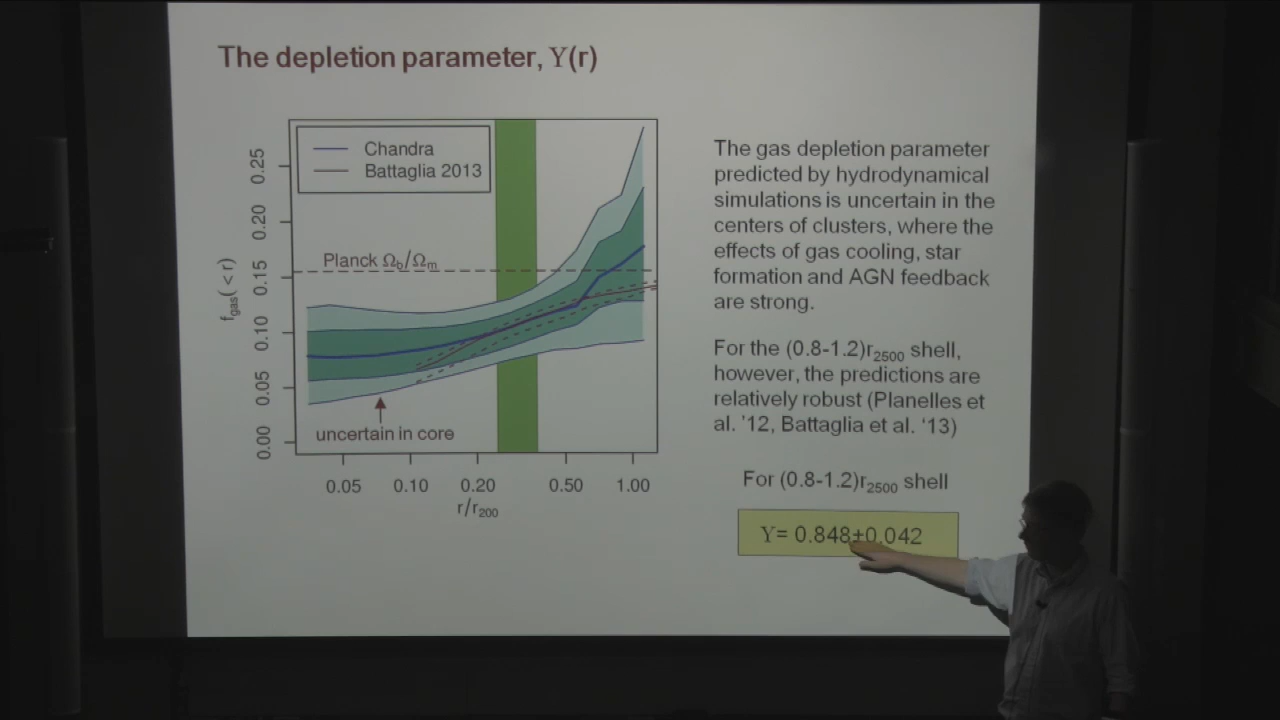 The depletion parameter, Υ(r)
Chandra
Battaglia 2013
Planck Ω_b/Ω_m
uncertain in core
0.00 0.05 0.10 0.15 0.20 0.25
f_gas( < r)
0.05 0.10 0.20 0.50 1.00
r/r_200
The gas depletion parameter
predicted by hydrodynamical
simulations is uncertain in the
centers of clusters, where the
effects of gas cooling, star
formation and AGN feedback
are strong.
For the (0.8-1.2)r_2500 shell,
however, the predictions are
relatively robust (Planelles et
al. '12, Battaglia et al. '13)
For (0.8-1.2)r_2500 shell
Υ= 0.848±0.042